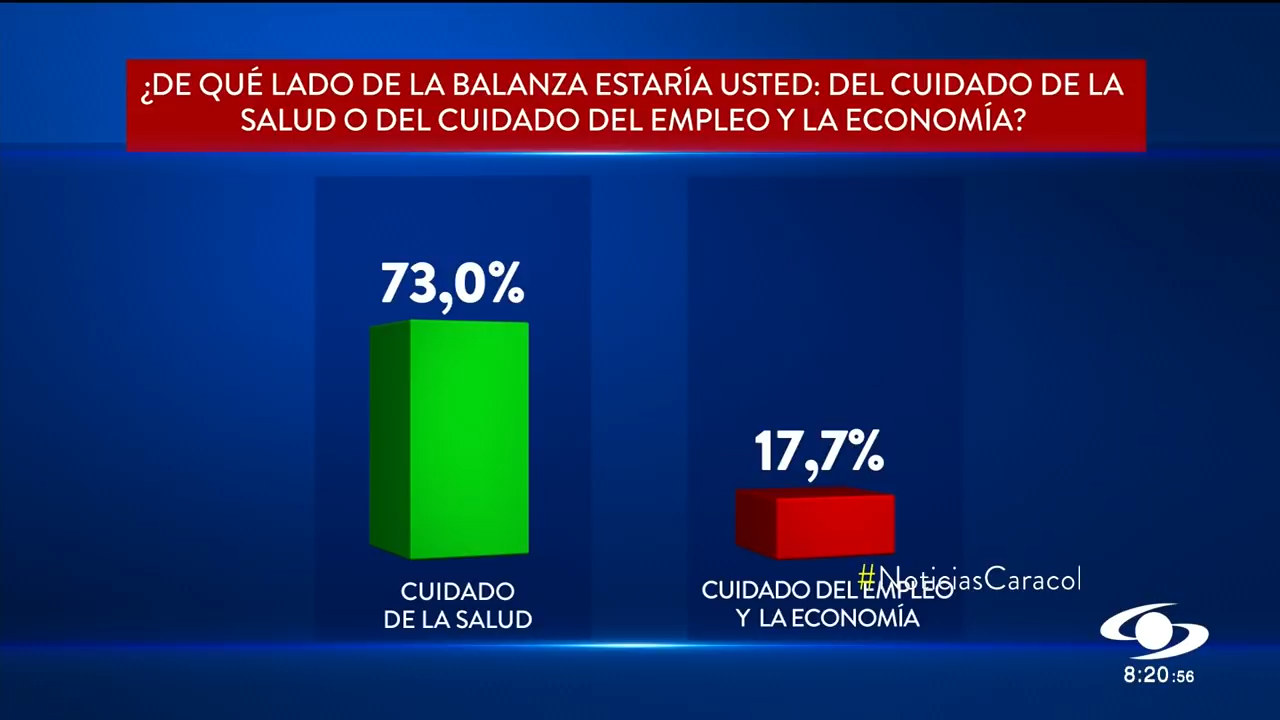 ¿DE QUÉ LADO DE LA BALANZA ESTARÍA USTED: DEL CUIDADO DE LA
SALUD O DEL CUIDADO DEL EMPLEO Y LA ECONOMÍA?
73,0%
17,7%
CUIDADO
DE LA SALUD
CUIDADO DEL EMPLEO
Y LA ECONOMÍA
#NoticiasCaracol
8:20:56